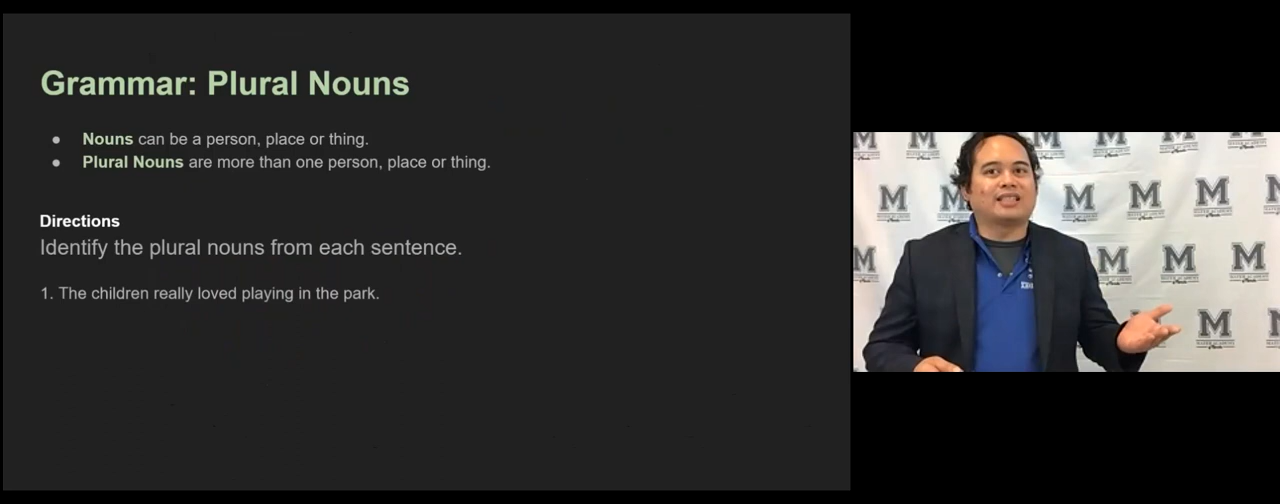 Grammar: Plural Nouns
● Nouns can be a person, place or thing.
● Plural Nouns are more than one person, place or thing.
Directions
Identify the plural nouns from each sentence.
1. The children really loved playing in the park.